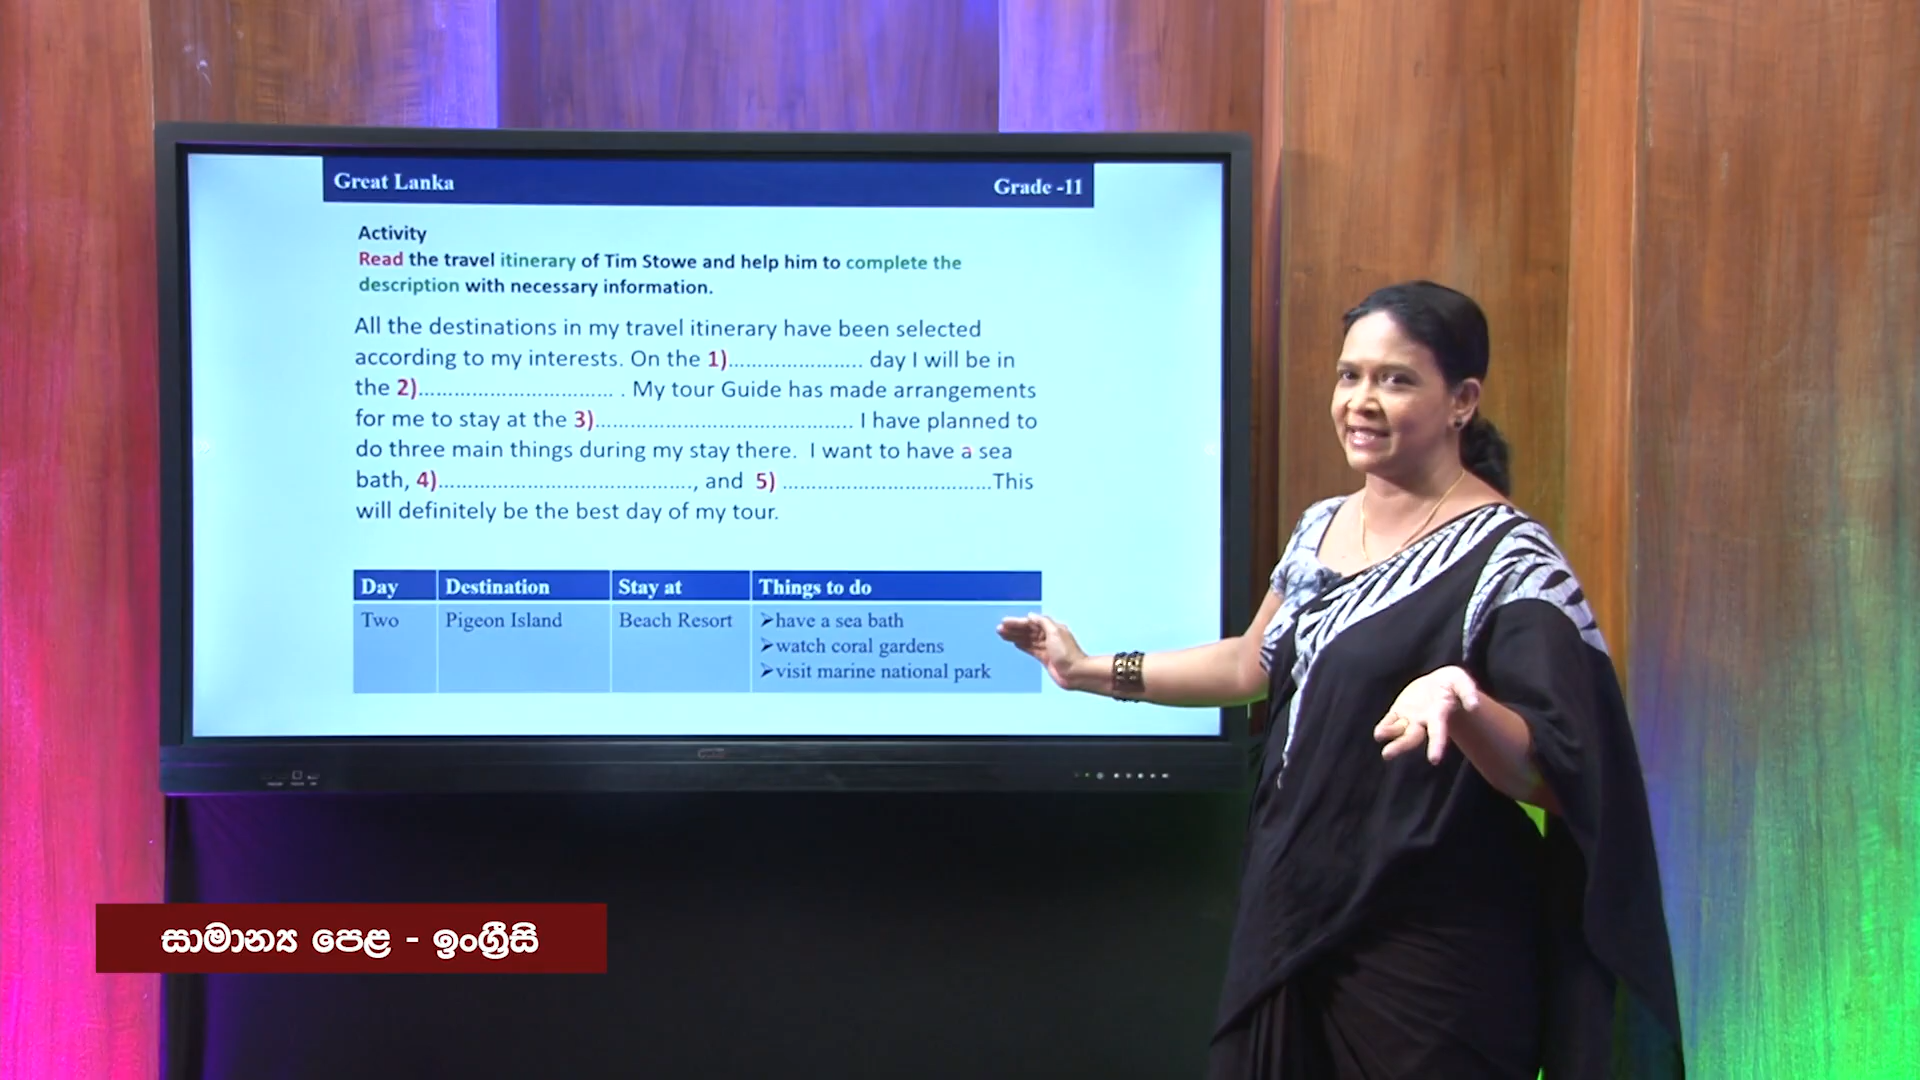 Great Lanka
Grade -11
Activity
Read the travel itinerary of Tim Stowe and help him to complete the
description with necessary information.
All the destinations in my travel itinerary have been selected
according to my interests. On the 1)....................... day I will be in
the 2)................................. . My tour Guide has made arrangements
for me to stay at the 3)............................................ I have planned to
do three main things during my stay there. I want to have a sea
bath, 4)..........................................., and 5) ....................................This
will definitely be the best day of my tour.
Day Destination Stay at Things to do
Two Pigeon Island Beach Resort ➢have a sea bath
➢watch coral gardens
➢visit marine national park
සාමාන්‍ය පෙළ - ඉංග්‍රීසි